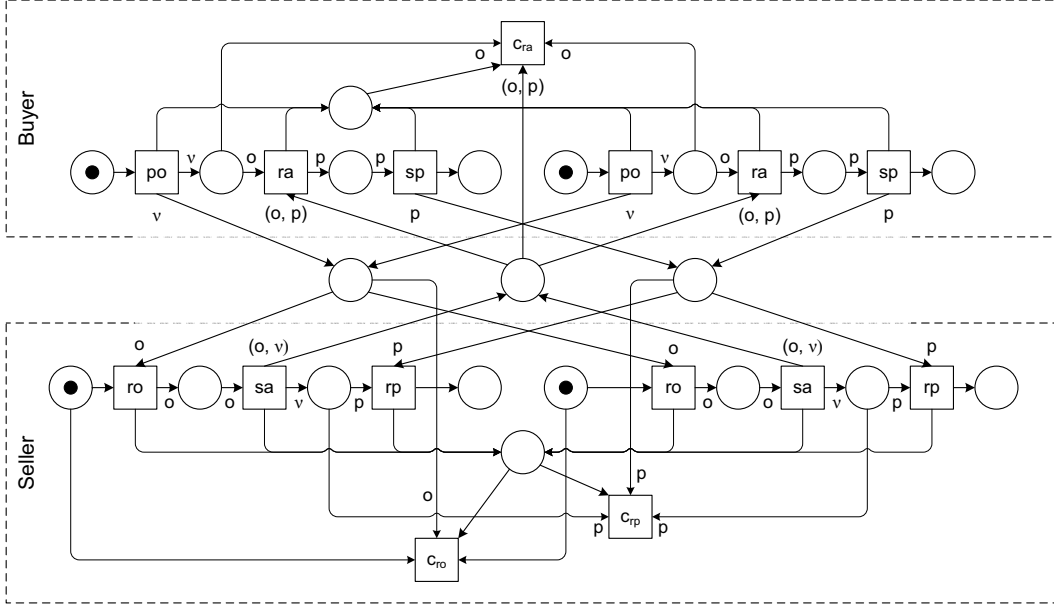 c_ra
o o
(o, p)
Buyer
ν o p p ν o p p
po ra sp po ra sp
ν (o, p) p ν (o, p) p
o (o, ν) p o (o, ν) p
ro sa rp ro sa rp
o o ν p o o ν p
Seller
o p
c_rp
p p
c_ro